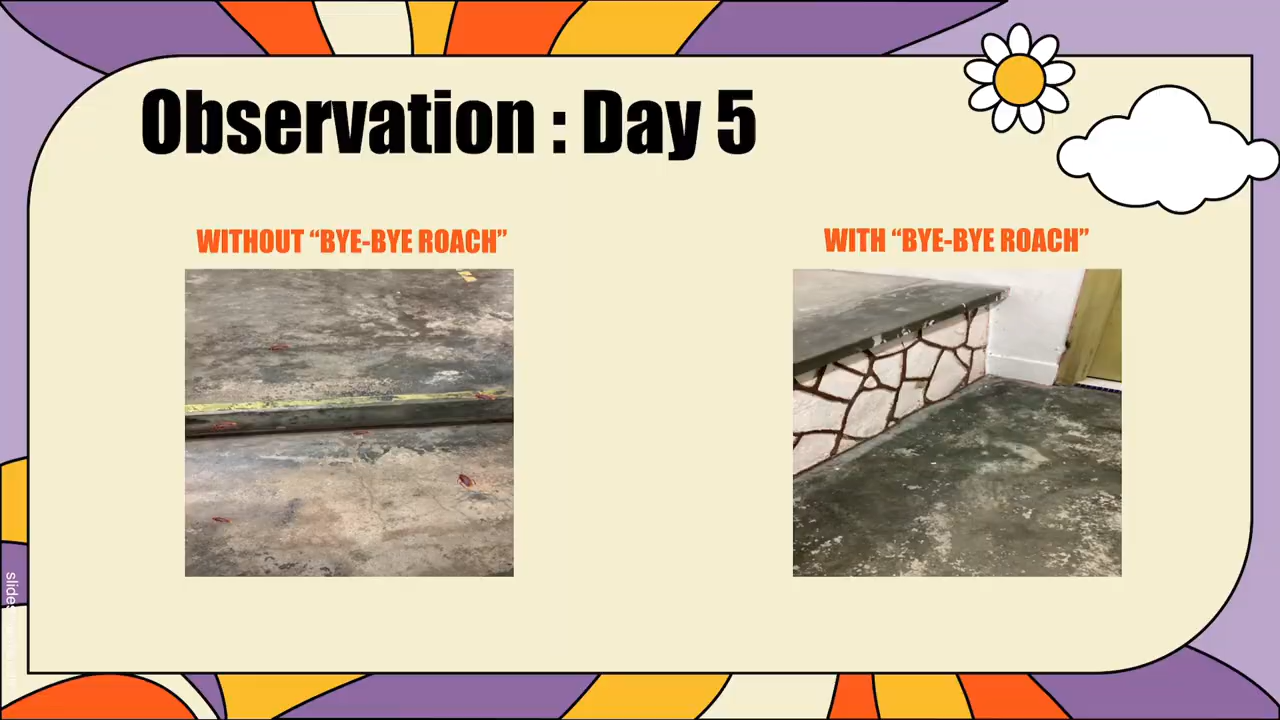 Observation : Day 5
WITHOUT “BYE-BYE ROACH”
WITH “BYE-BYE ROACH”